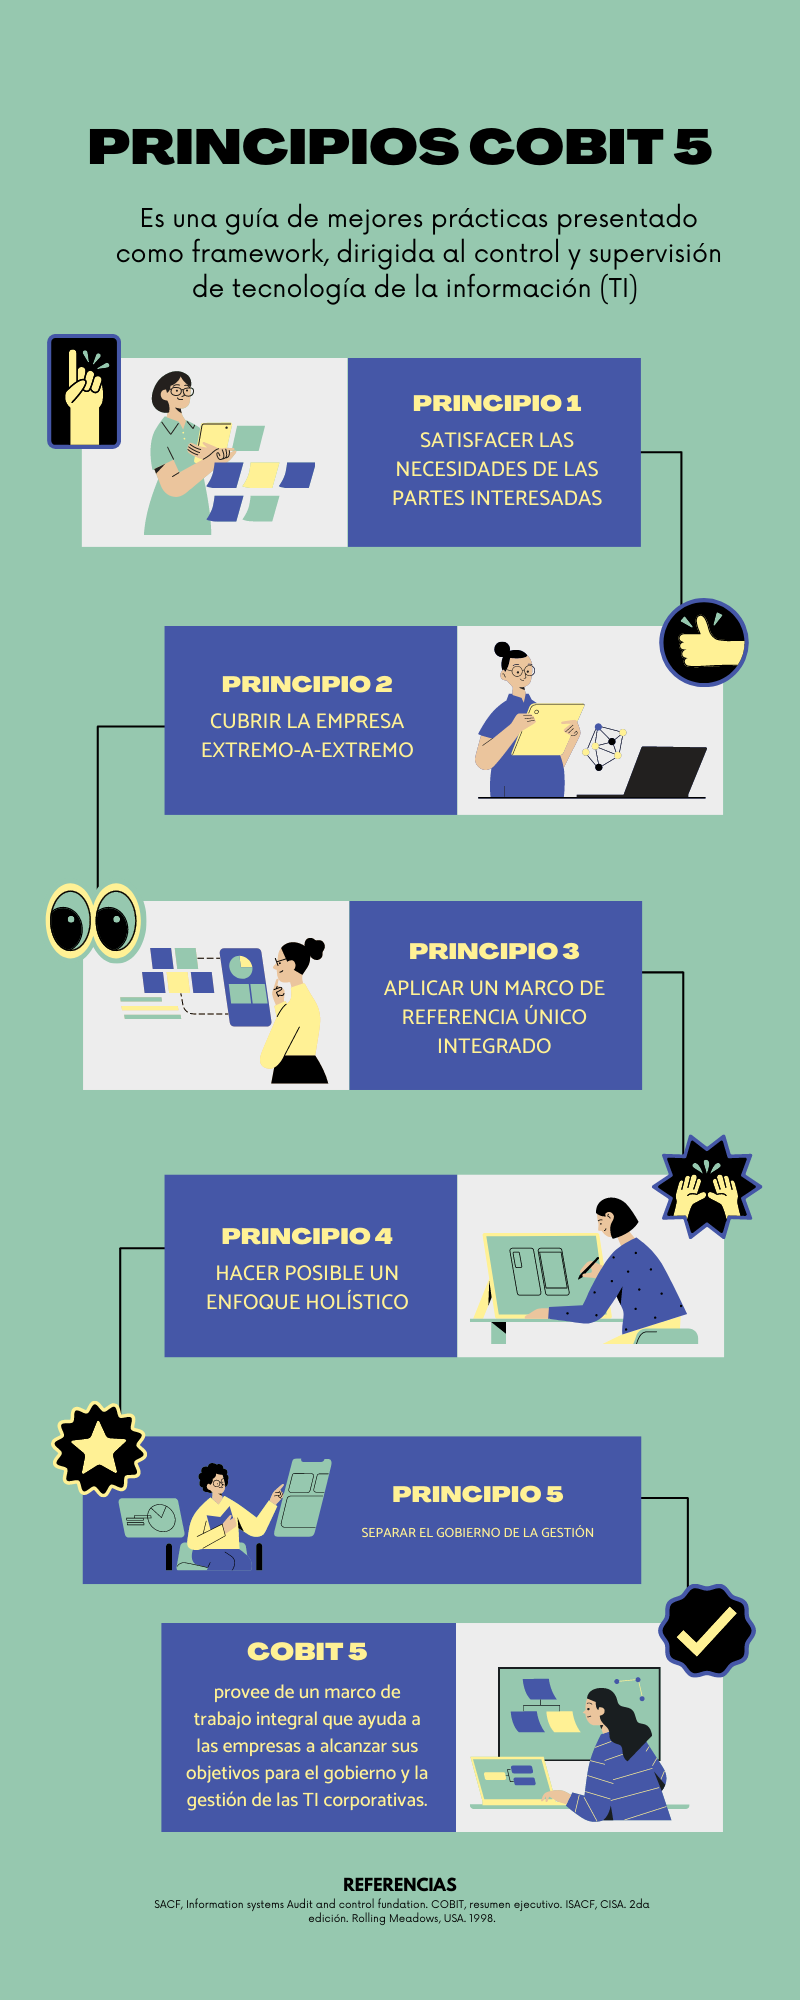 PRINCIPIOS COBIT 5
Es una guía de mejores prácticas presentado
como framework, dirigida al control y supervisión
de tecnología de la información (TI)
PRINCIPIO 1
SATISFACER LAS
NECESIDADES DE LAS
PARTES INTERESADAS
PRINCIPIO 2
CUBRIR LA EMPRESA
EXTREMO-A-EXTREMO
PRINCIPIO 3
APLICAR UN MARCO DE
REFERENCIA ÚNICO
INTEGRADO
PRINCIPIO 4
HACER POSIBLE UN
ENFOQUE HOLÍSTICO
PRINCIPIO 5
SEPARAR EL GOBIERNO DE LA GESTIÓN
COBIT 5
provee de un marco de
trabajo integral que ayuda a
las empresas a alcanzar sus
objetivos para el gobierno y la
gestión de las TI corporativas.
REFERENCIAS
SACF, Information systems Audit and control fundation. COBIT, resumen ejecutivo. ISACF, CISA. 2da
edición. Rolling Meadows, USA. 1998.